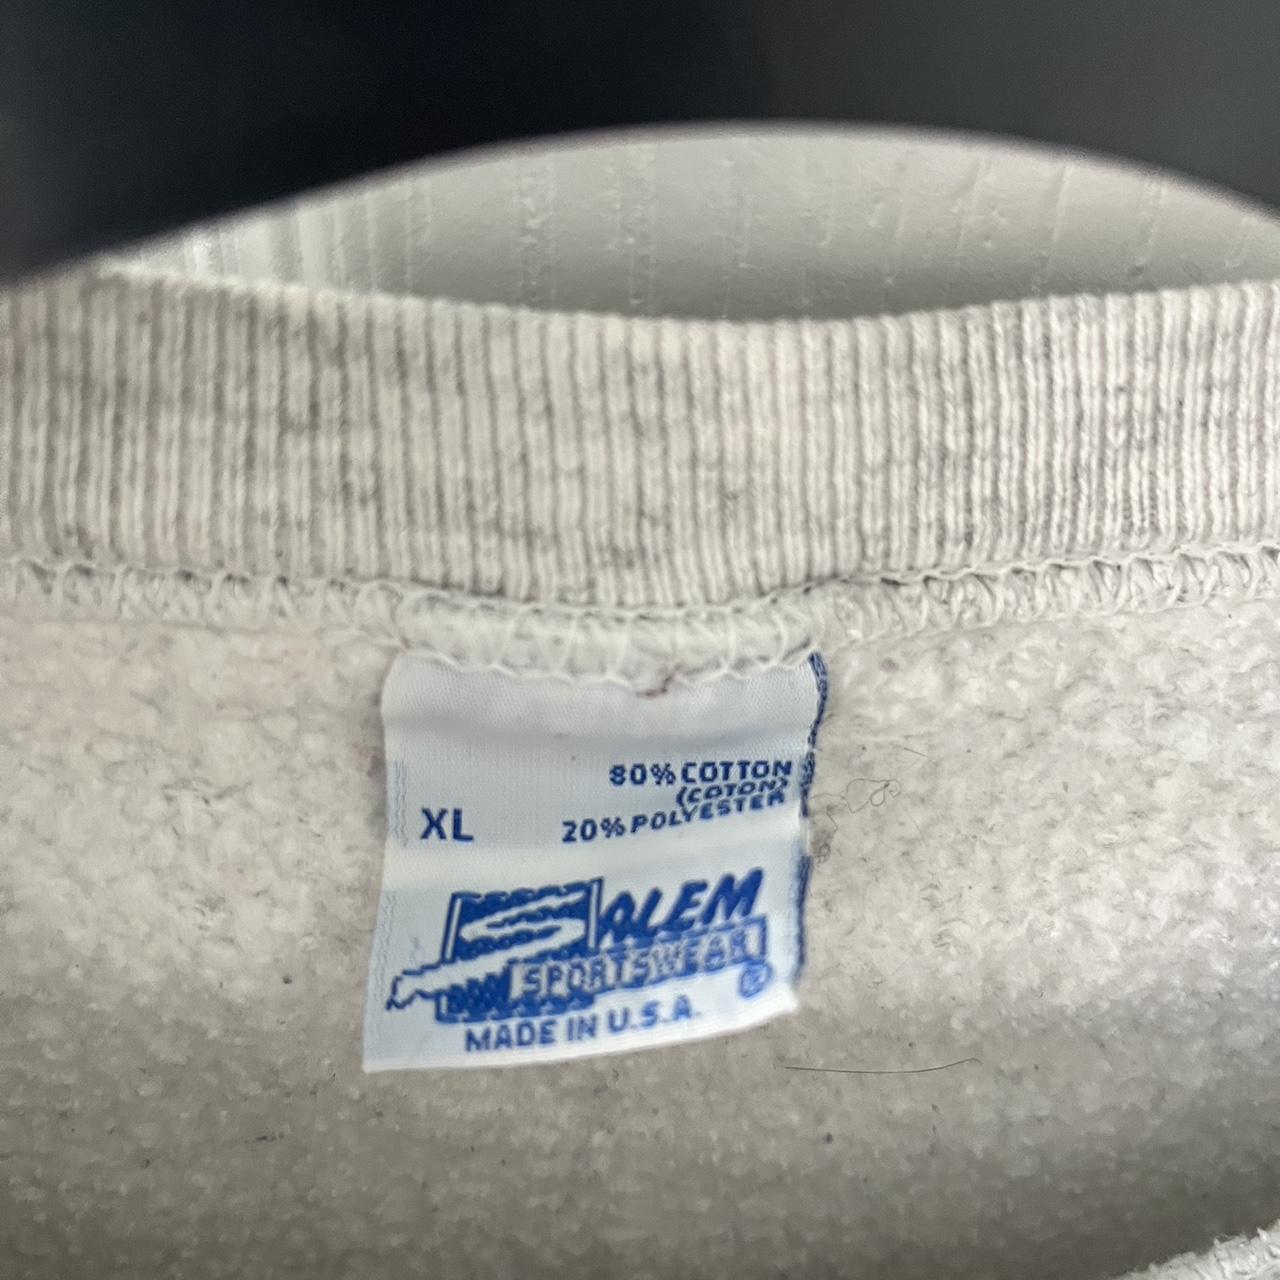 80% COTTON
(COTON)
XL 20% POLYESTER
SALEM
SPORTSWEAR ®
MADE IN U.S.A.